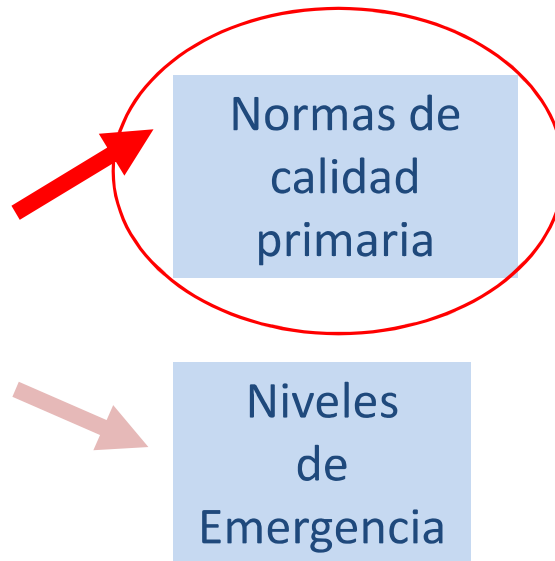 Normas de
calidad
primaria
Niveles
de
Emergencia